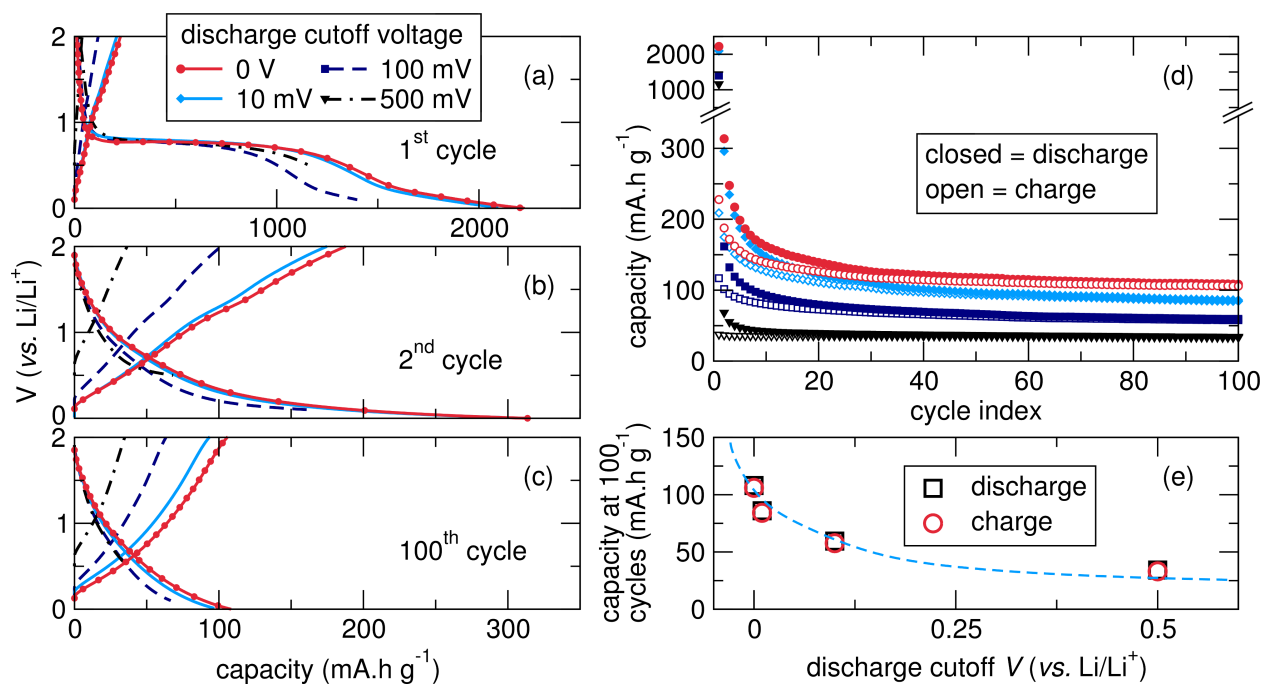 discharge cutoff voltage
0 V
100 mV
10 mV
500 mV
(a)
1st cycle
2
1
0
0
1000
2000
V (vs. Li/Li+)
(b)
2nd cycle
2
1
0
(c)
100th cycle
2
1
0
0
100
200
300
capacity (mA.h g-1)
(d)
closed = discharge
open = charge
2000
1000
300
200
100
0
capacity (mA.h g-1)
0
20
40
60
80
100
cycle index
(e)
discharge
charge
150
100
50
0
capacity at 100
cycles (mA.h g-1)
0
0.25
0.5
discharge cutoff V (vs. Li/Li+)